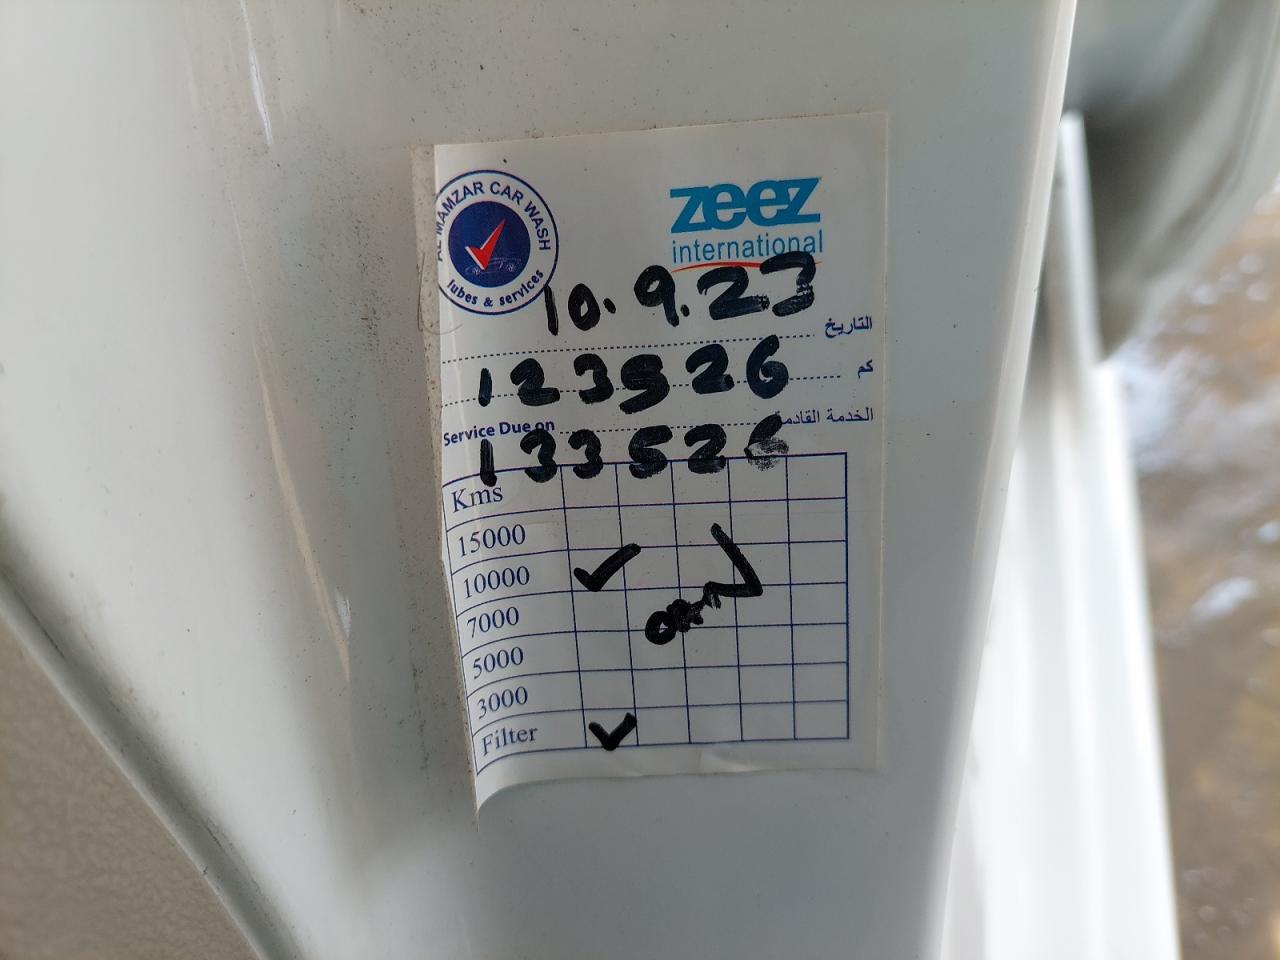 AL MAMZAR CAR WASH
lubes & services
zeez
international
10.9.23
التاريخ
123526
كم
Service Due on
الخدمة القادمة
133526
Kms
15000
10000 ✓
7000
5000
3000
Filter ✓